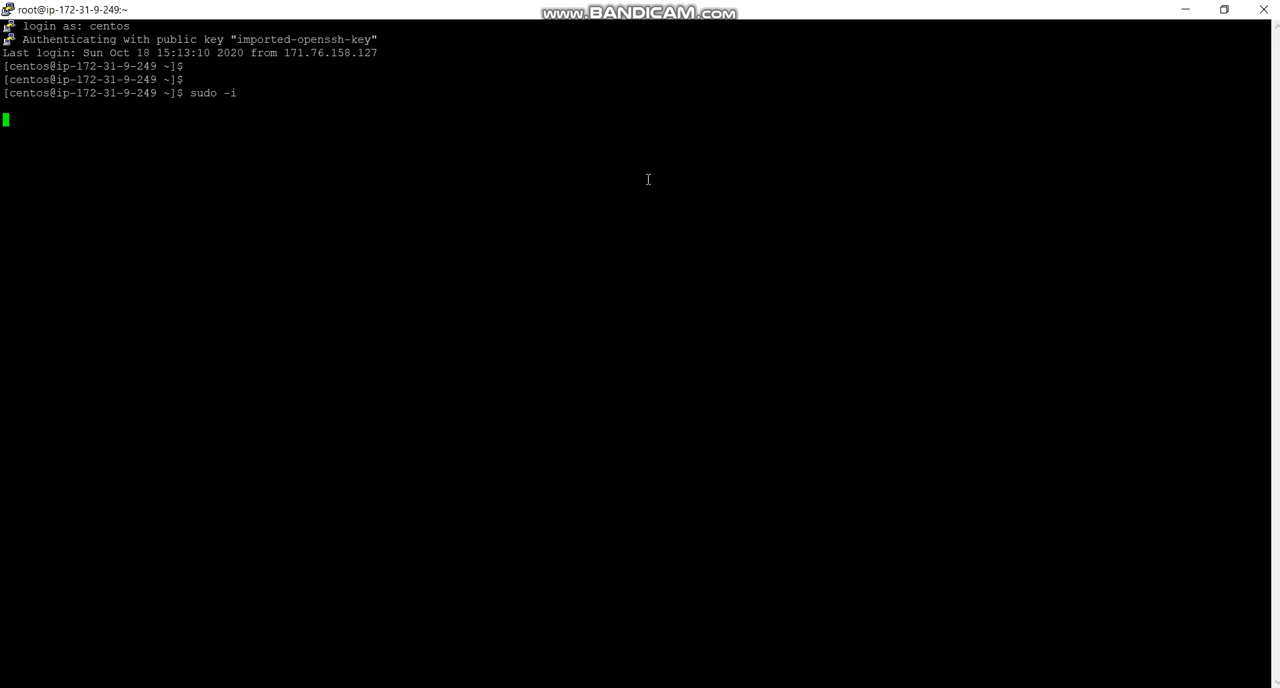 root@ip-172-31-9-249:~
www.BANDICAM.com
login as: centos
Authenticating with public key "imported-openssh-key"
Last login: Sun Oct 18 15:13:10 2020 from 171.76.158.127
[centos@ip-172-31-9-249 ~]$
[centos@ip-172-31-9-249 ~]$
[centos@ip-172-31-9-249 ~]$ sudo -i